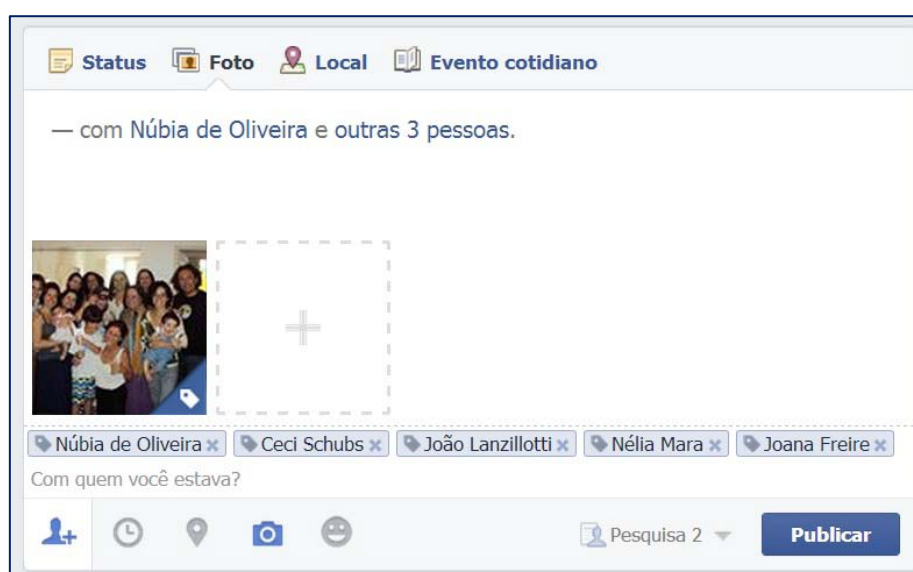 Status Foto Local Evento cotidiano
— com Núbia de Oliveira e outras 3 pessoas.
Núbia de Oliveira × Ceci Schubs × João Lanzillotti × Nélia Mara × Joana Freire ×
Com quem você estava?
Pesquisa 2 Publicar